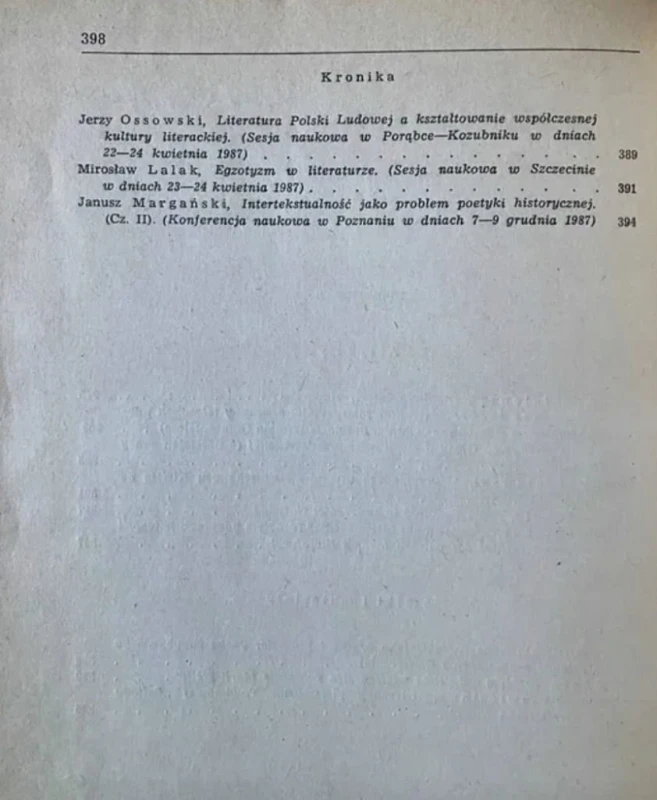 398
Kronika
Jerzy Ossowski, Literatura Polski Ludowej a kształtowanie współczesnej
kultury literackiej. (Sesja naukowa w Porąbce—Kozubniku w dniach
22—24 kwietnia 1987) . . . . . . . . . . . . . . . . 389
Mirosław Lalak, Egzotyzm w literaturze. (Sesja naukowa w Szczecinie
w dniach 23—24 kwietnia 1987) . . . . . . . . . . . . . 391
Janusz Margański, Intertekstualność jako problem poetyki historycznej.
(Cz. II). (Konferencja naukowa w Poznaniu w dniach 7—9 grudnia 1987) 394